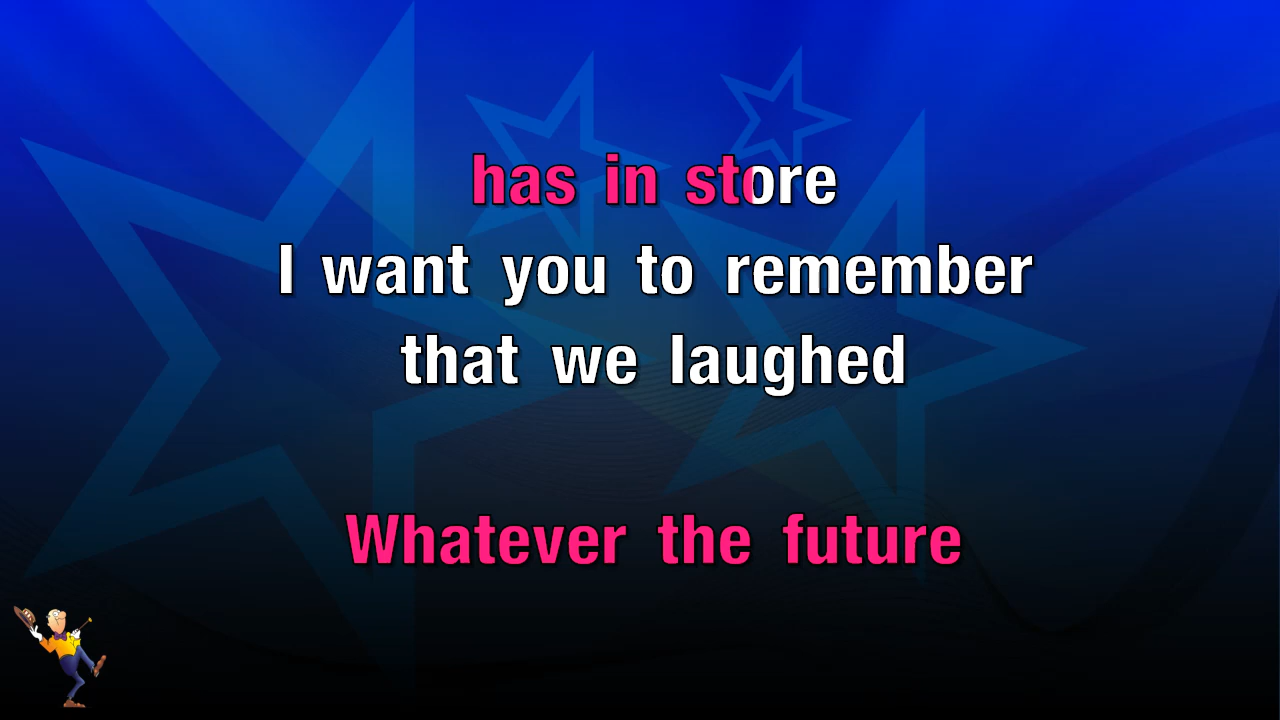 has in store
I want you to remember
that we laughed
Whatever the future